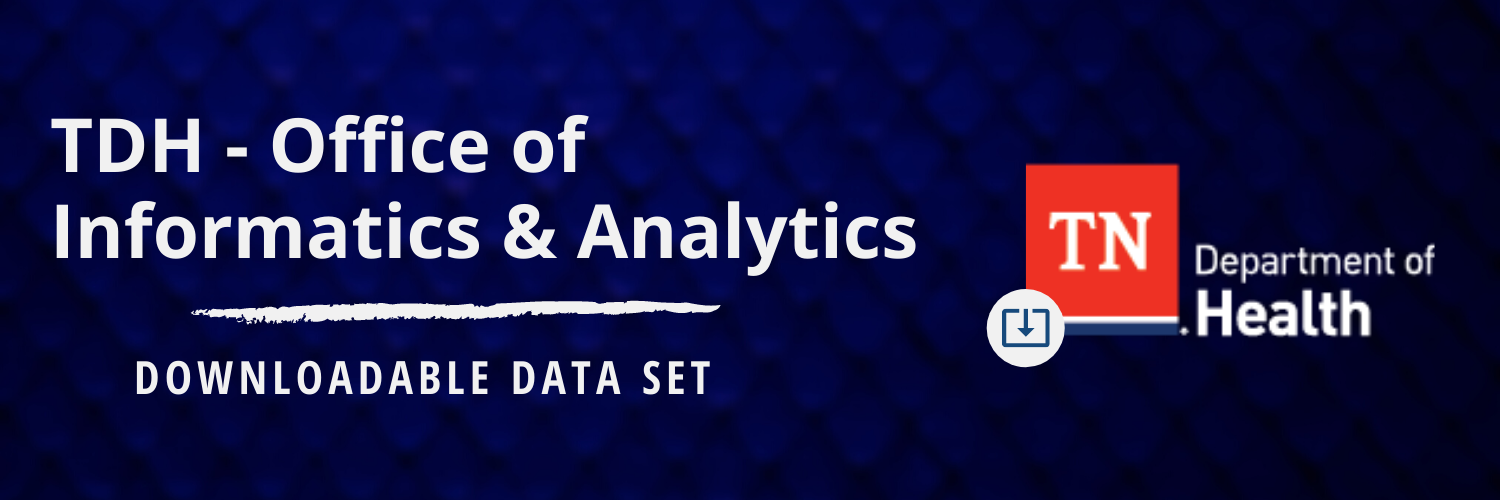 TDH - Office of
Informatics & Analytics
DOWNLOADABLE DATA SET
TN
Department of
Health